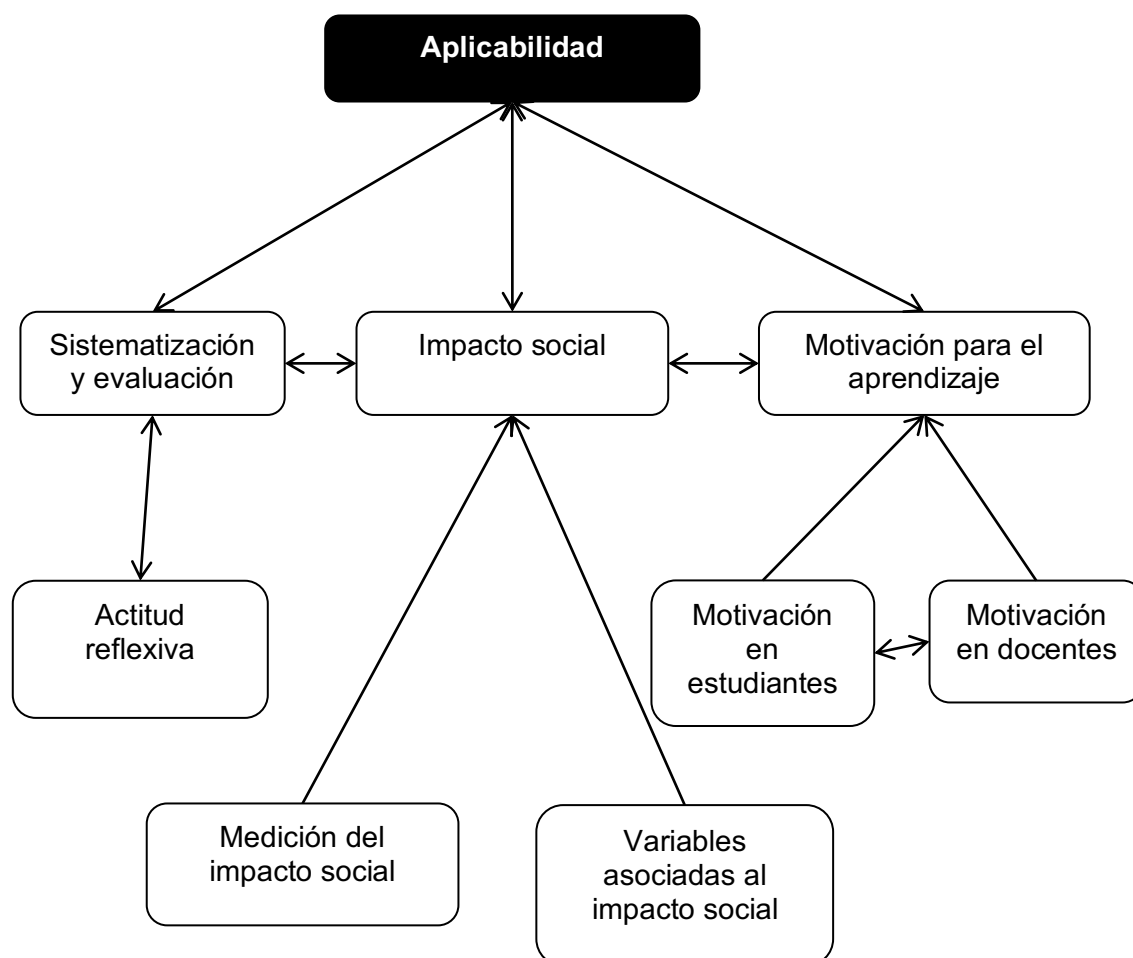 Aplicabilidad
Sistematización
y evaluación
Impacto social
Motivación para el
aprendizaje
Actitud
reflexiva
Motivación
en
estudiantes
Motivación
en docentes
Medición del
impacto social
Variables
asociadas al
impacto social